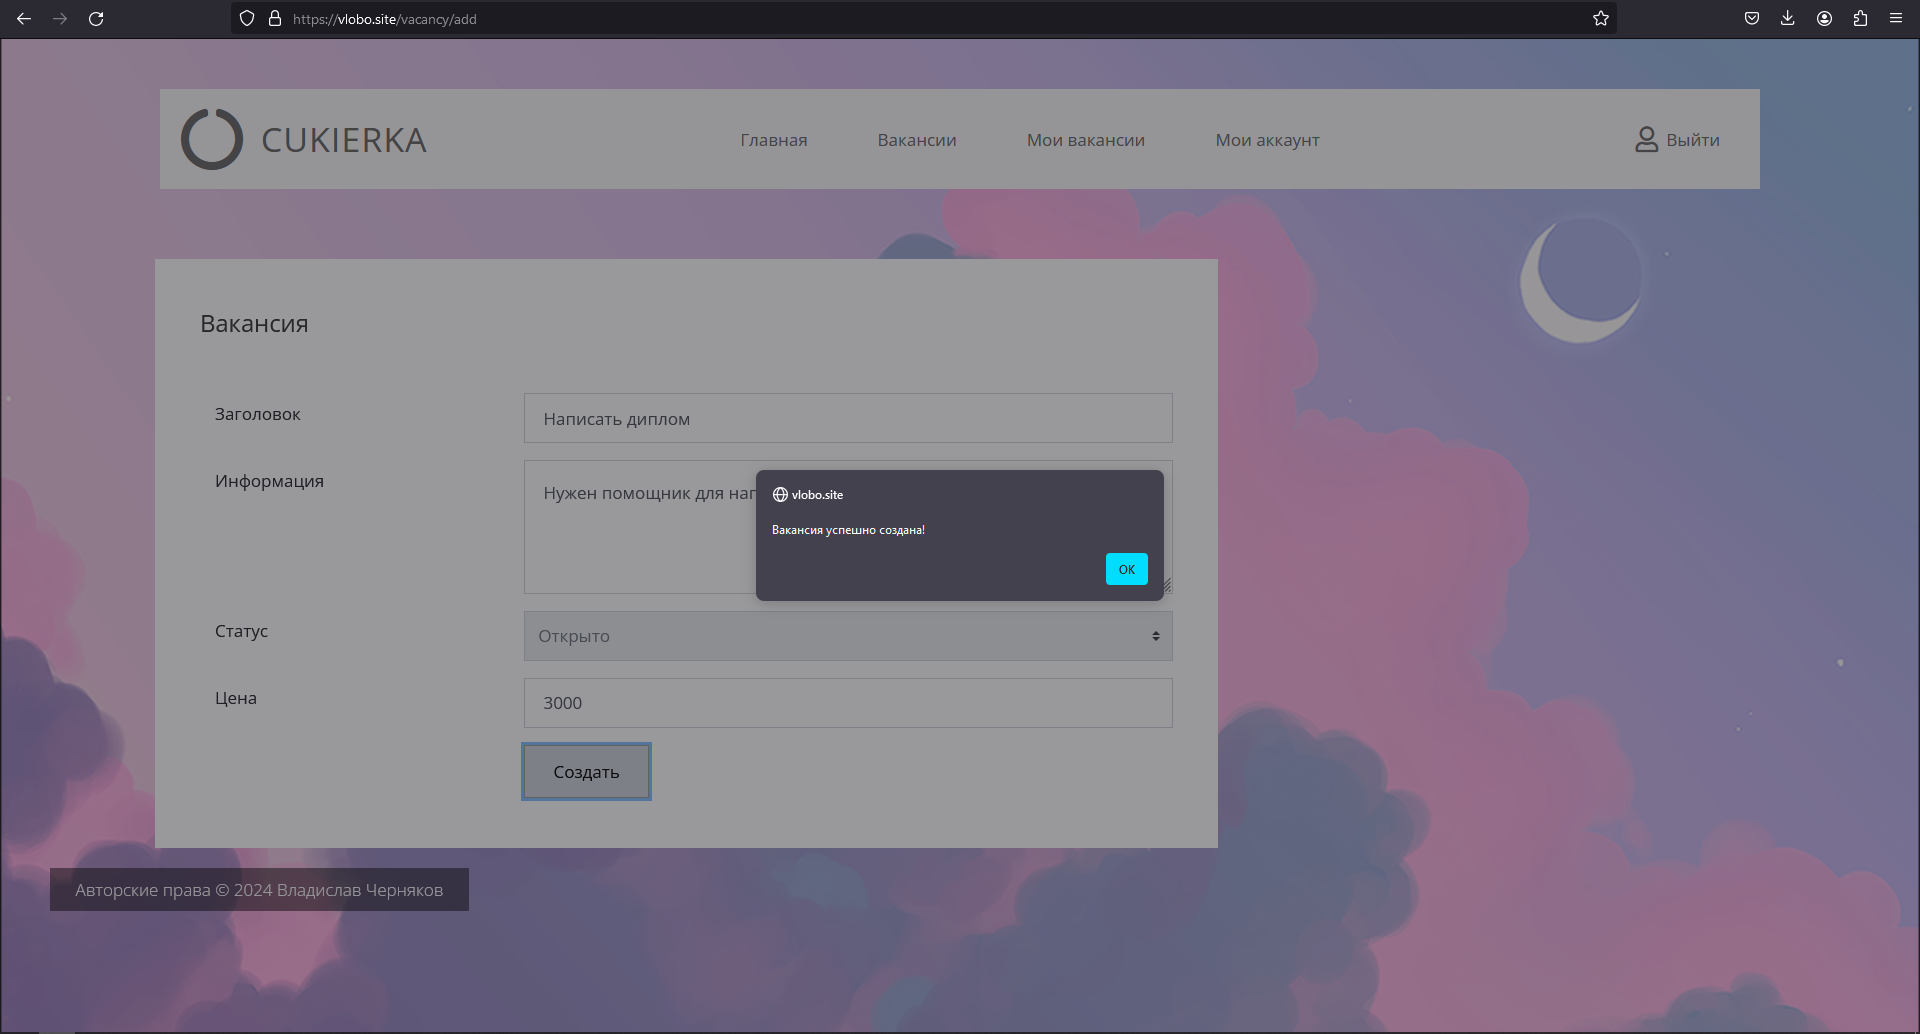 https://vlobo.site/vacancy/add
CUKIERKA
Главная
Вакансии
Мои вакансии
Мои аккаунт
Выйти
Вакансия
Заголовок
Написать диплом
Информация
Нужен помощник для
vlobo.site
Вакансия успешно создана!
OK
Статус
Открыто
Цена
3000
Создать
Авторские права © 2024 Владислав Черняков